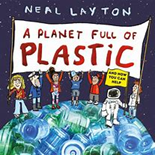 NEAL LAYTON
A PLANET FULL OF
PLASTIC
AND HOW
YOU CAN
HELP